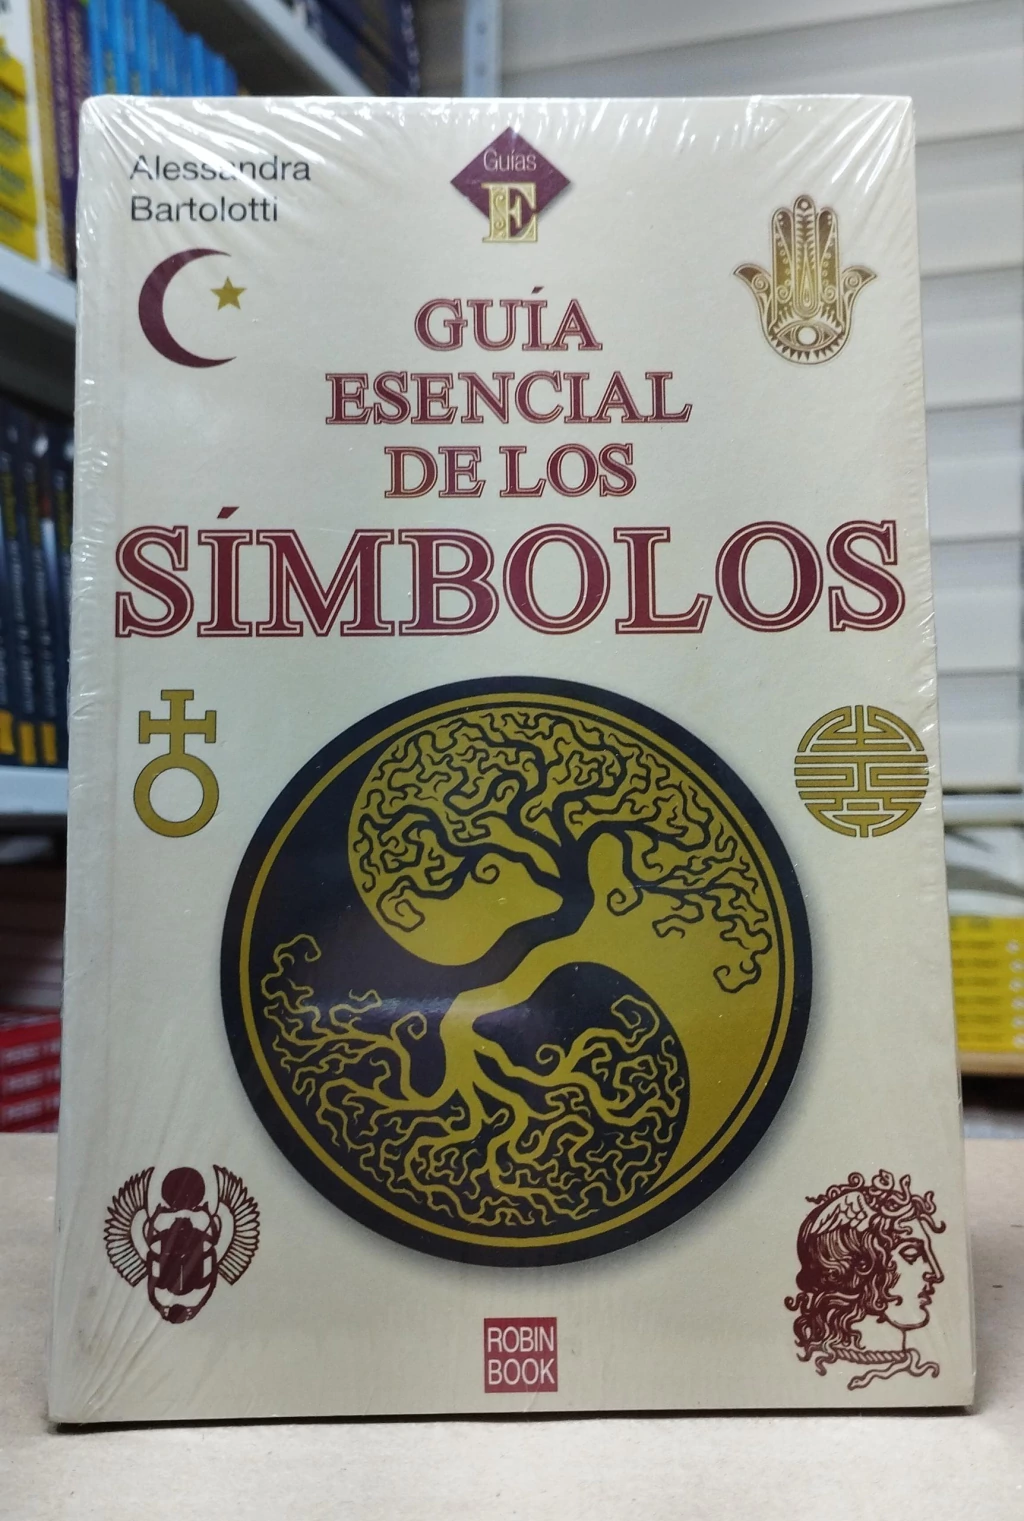 Alessandra
Bartolotti
Guías
E
GUÍA
ESENCIAL
DE LOS
SÍMBOLOS
ROBIN
BOOK